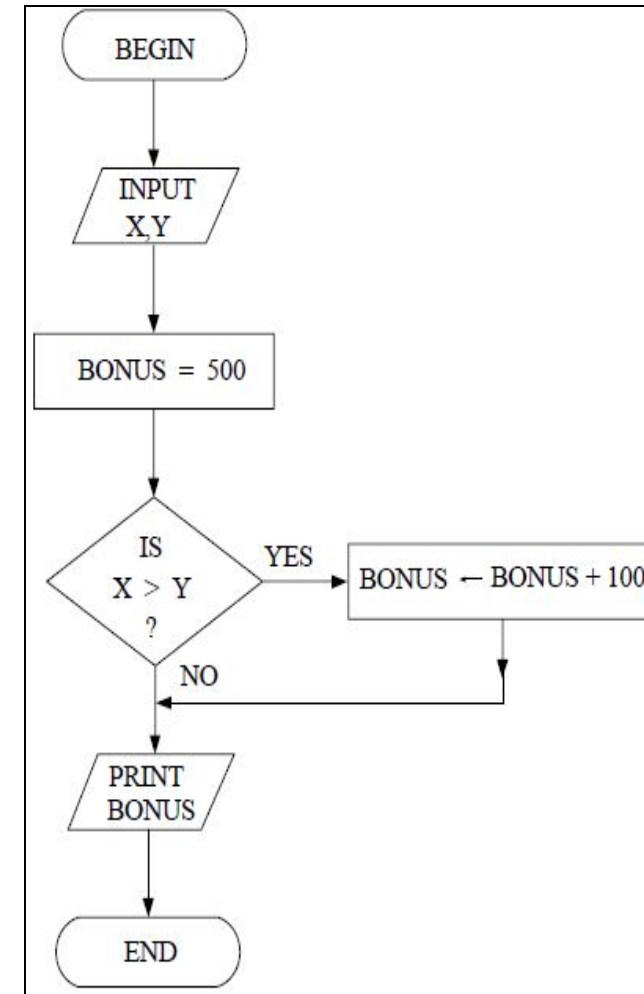 BEGIN
INPUT
X,Y
BONUS = 500
IS
X > Y
?
YES
BONUS ← BONUS + 100
NO
PRINT
BONUS
END